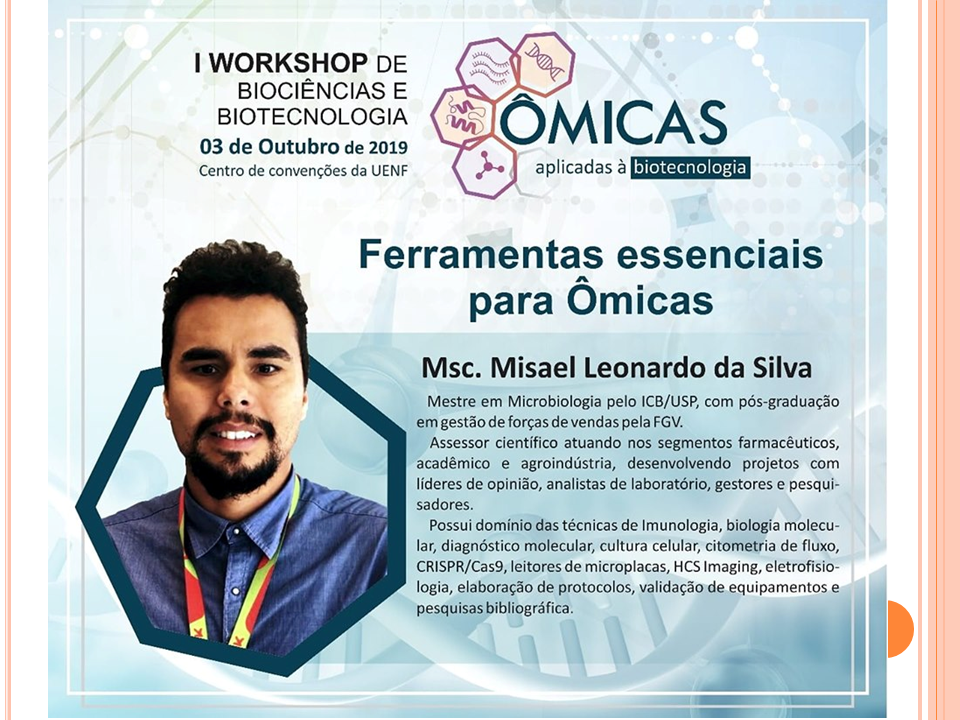 I WORKSHOP DE
BIOCIÊNCIAS E
BIOTECNOLOGIA
03 de Outubro de 2019
Centro de convenções da UENF
ÔMICAS
aplicadas à biotecnologia
Ferramentas essenciais
para Ômicas
Msc. Misael Leonardo da Silva
Mestre em Microbiologia pelo ICB/USP, com pós-graduação
em gestão de forças de vendas pela FGV.
Assessor científico atuando nos segmentos farmacêuticos,
acadêmico e agroindústria, desenvolvendo projetos com
líderes de opinião, analistas de laboratório, gestores e pesqui-
sadores.
Possui domínio das técnicas de Imunologia, biologia molecu-
lar, diagnóstico molecular, cultura celular, citometria de fluxo,
CRISPR/Cas9, leitores de microplacas, HCS Imaging, eletrofisio-
logia, elaboração de protocolos, validação de equipamentos e
pesquisas bibliográfica.